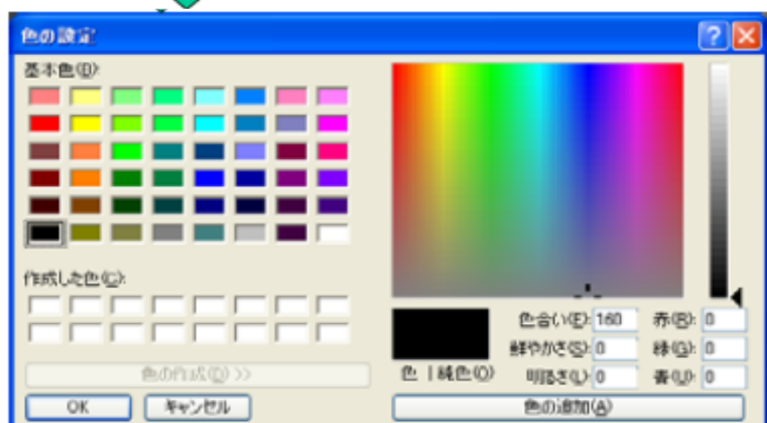 色の設定
基本色(B):
作成した色(C):
色の作成(D) >>
OK キャンセル
色 | 純色(O)
色合い(E): 160 赤(R): 0
鮮やかさ(S): 0 緑(G): 0
明るさ(L): 0 青(U): 0
色の追加(A)